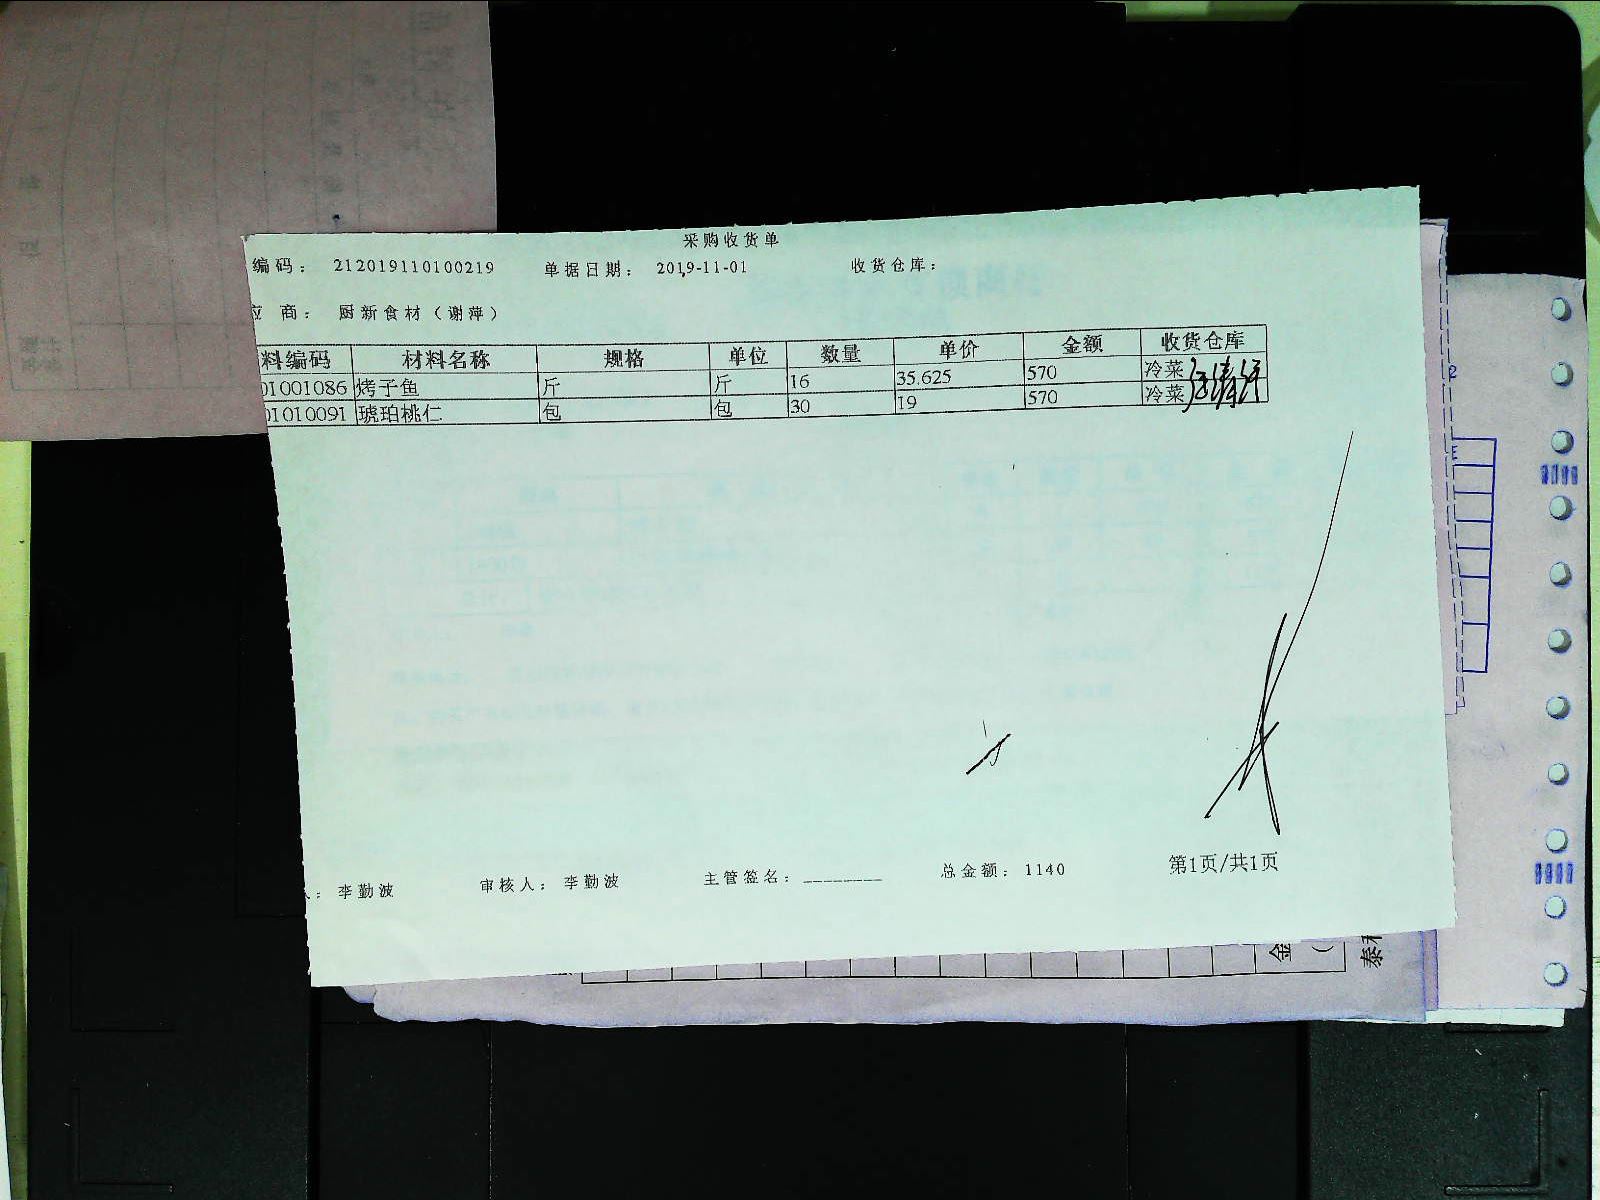 采购收货单
编码： 212019110100219 单据日期： 2019-11-01 收货仓库：
应 商： 厨新食材（谢萍）
料编码 材料名称 规格 单位 数量 单价 金额 收货仓库
01001086 烤子鱼 斤 斤 16 35.625 570 冷菜
01010091 琥珀桃仁 包 包 30 19 570 冷菜
： 李勤波 审核人： 李勤波 主管签名： ________ 总金额： 1140 第1页/共1页
金
泰和